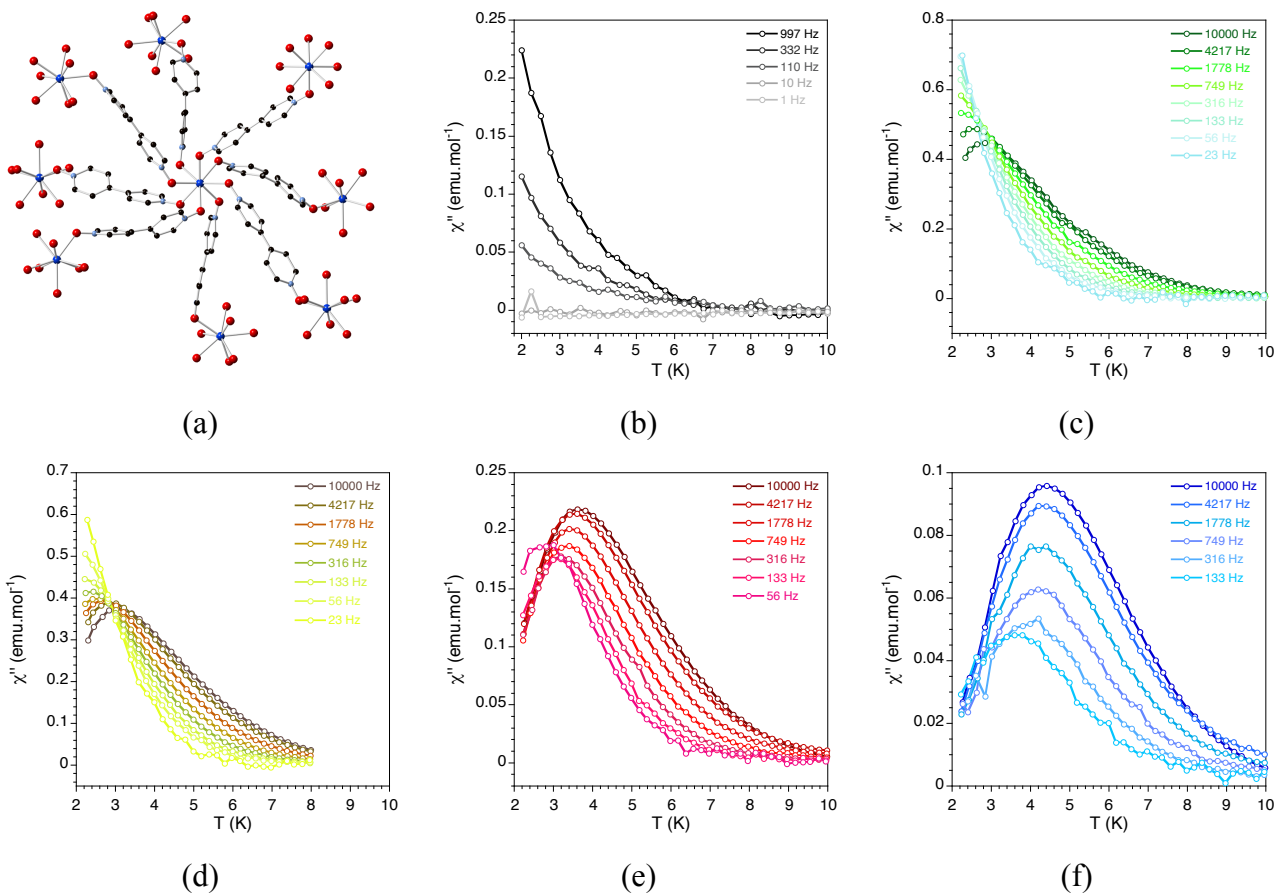 0.25
0.2
0.15
0.1
0.05
0
χ'' (emu.mol⁻¹)
997 Hz
332 Hz
110 Hz
10 Hz
1 Hz
2 3 4 5 6 7 8 9 10
T (K)
0.8
0.6
0.4
0.2
0
χ'' (emu.mol⁻¹)
10000 Hz
4217 Hz
1778 Hz
749 Hz
316 Hz
133 Hz
56 Hz
23 Hz
2 3 4 5 6 7 8 9 10
T (K)
(a)
(b)
(c)
0.7
0.6
0.5
0.4
0.3
0.2
0.1
0
χ'' (emu.mol⁻¹)
10000 Hz
4217 Hz
1778 Hz
749 Hz
316 Hz
133 Hz
56 Hz
23 Hz
2 3 4 5 6 7 8 9 10
T (K)
0.25
0.2
0.15
0.1
0.05
0
χ'' (emu.mol⁻¹)
10000 Hz
4217 Hz
1778 Hz
749 Hz
316 Hz
133 Hz
56 Hz
2 3 4 5 6 7 8 9 10
T (K)
0.1
0.08
0.06
0.04
0.02
0
χ'' (emu.mol⁻¹)
10000 Hz
4217 Hz
1778 Hz
749 Hz
316 Hz
133 Hz
2 3 4 5 6 7 8 9 10
T (K)
(d)
(e)
(f)